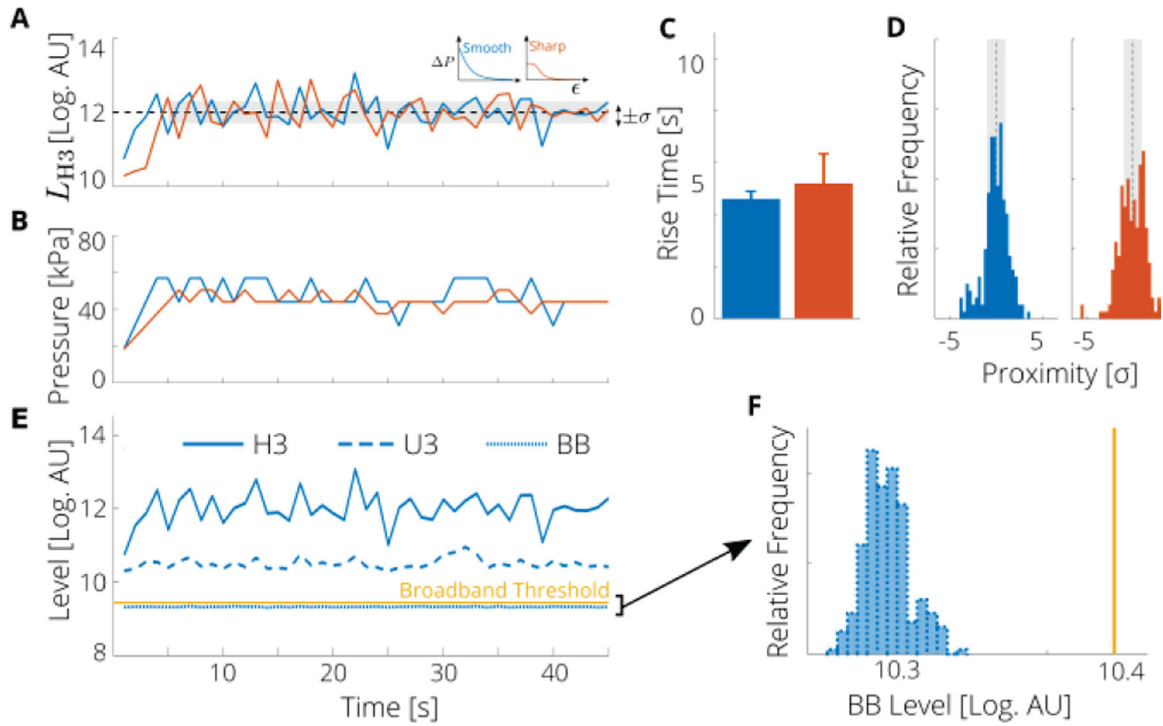 A
L_H3 [Log. AU]
14
12
10
ΔP
Smooth
Sharp
ϵ
±σ
B
Pressure [kPa]
80
40
0
C
Rise Time [s]
10
5
0
D
Relative Frequency
-5
5
-5
Proximity [σ]
E
Level [Log. AU]
14
12
10
8
H3
U3
BB
Broadband Threshold
10
20
30
40
Time [s]
F
Relative Frequency
10.3
10.4
BB Level [Log. AU]